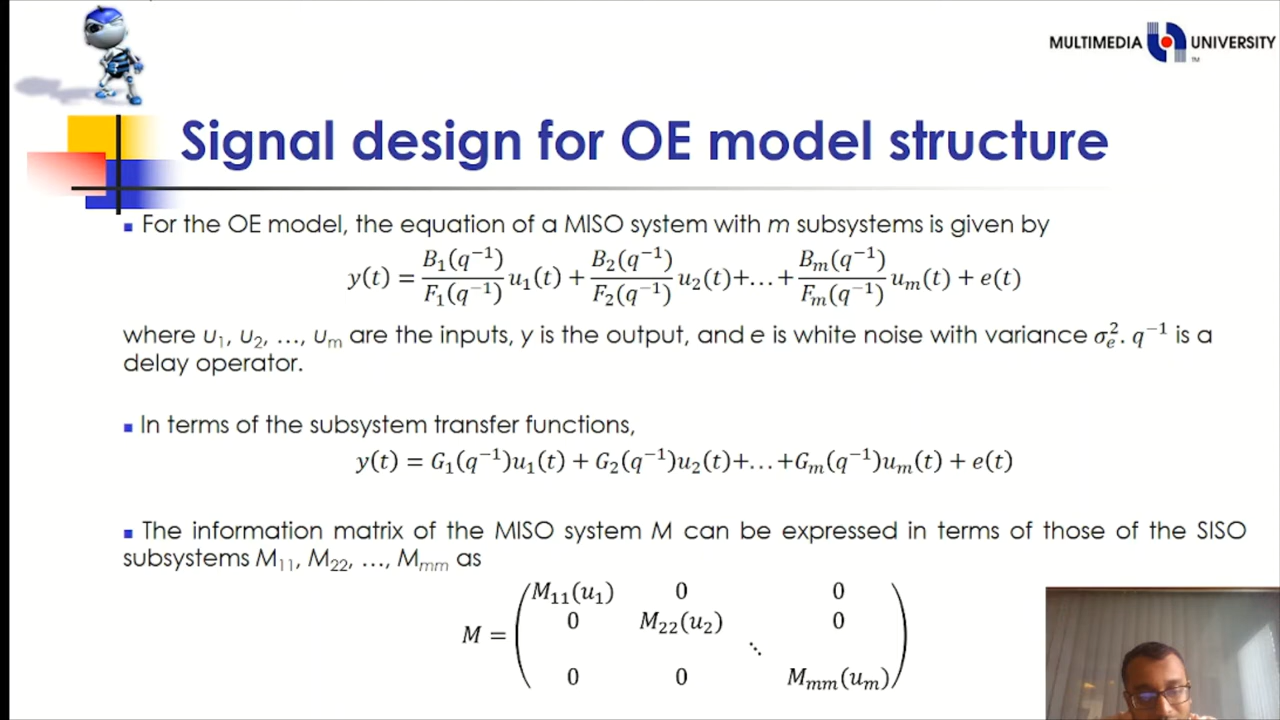 MULTIMEDIA UNIVERSITY
TM
Signal design for OE model structure
▪ For the OE model, the equation of a MISO system with m subsystems is given by
y(t) = B₁(q⁻¹)/F₁(q⁻¹) u₁(t) + B₂(q⁻¹)/F₂(q⁻¹) u₂(t)+…+ Bₘ(q⁻¹)/Fₘ(q⁻¹) uₘ(t) + e(t)
where u₁, u₂, …, uₘ are the inputs, y is the output, and e is white noise with variance σₑ². q⁻¹ is a
delay operator.
▪ In terms of the subsystem transfer functions,
y(t) = G₁(q⁻¹)u₁(t) + G₂(q⁻¹)u₂(t)+…+Gₘ(q⁻¹)uₘ(t) + e(t)
▪ The information matrix of the MISO system M can be expressed in terms of those of the SISO
subsystems M₁₁, M₂₂, …, Mₘₘ as
M₁₁(u₁) 0 0
0 M₂₂(u₂) 0
M = ⋱
0 0 Mₘₘ(uₘ)